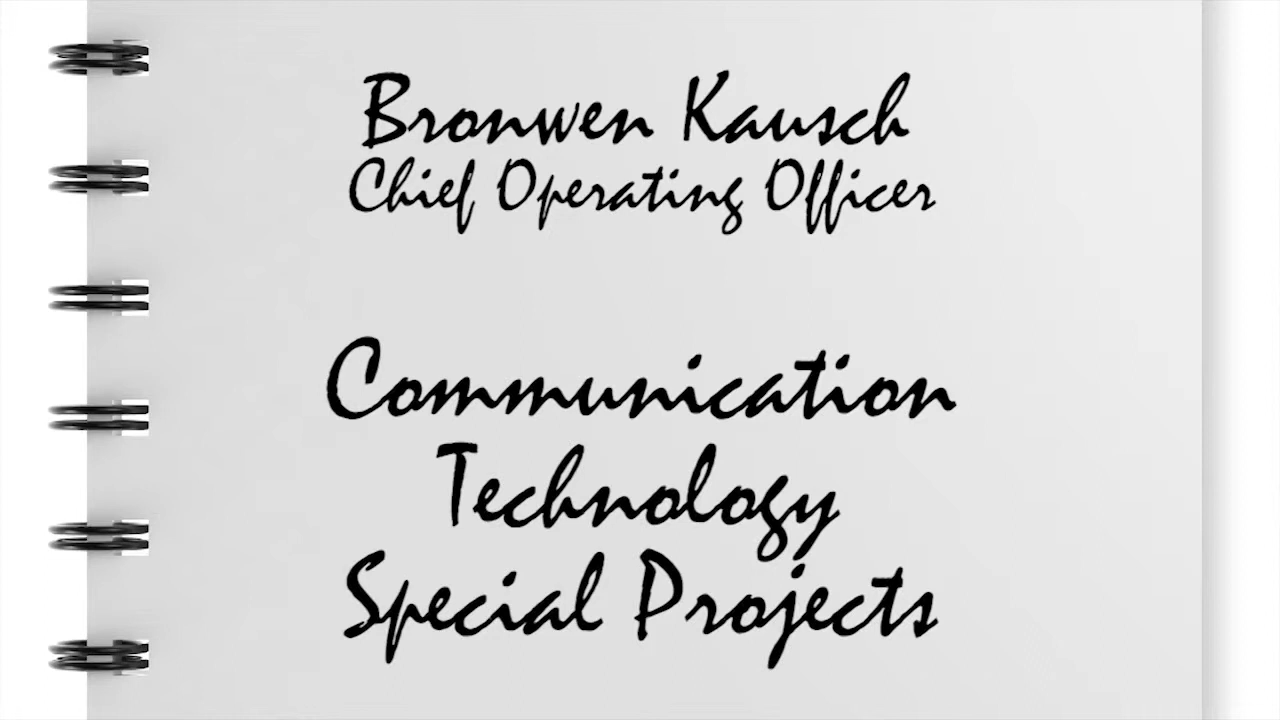 Bronwen Kausch
Chief Operating Officer
Communication
Technology
Special Projects